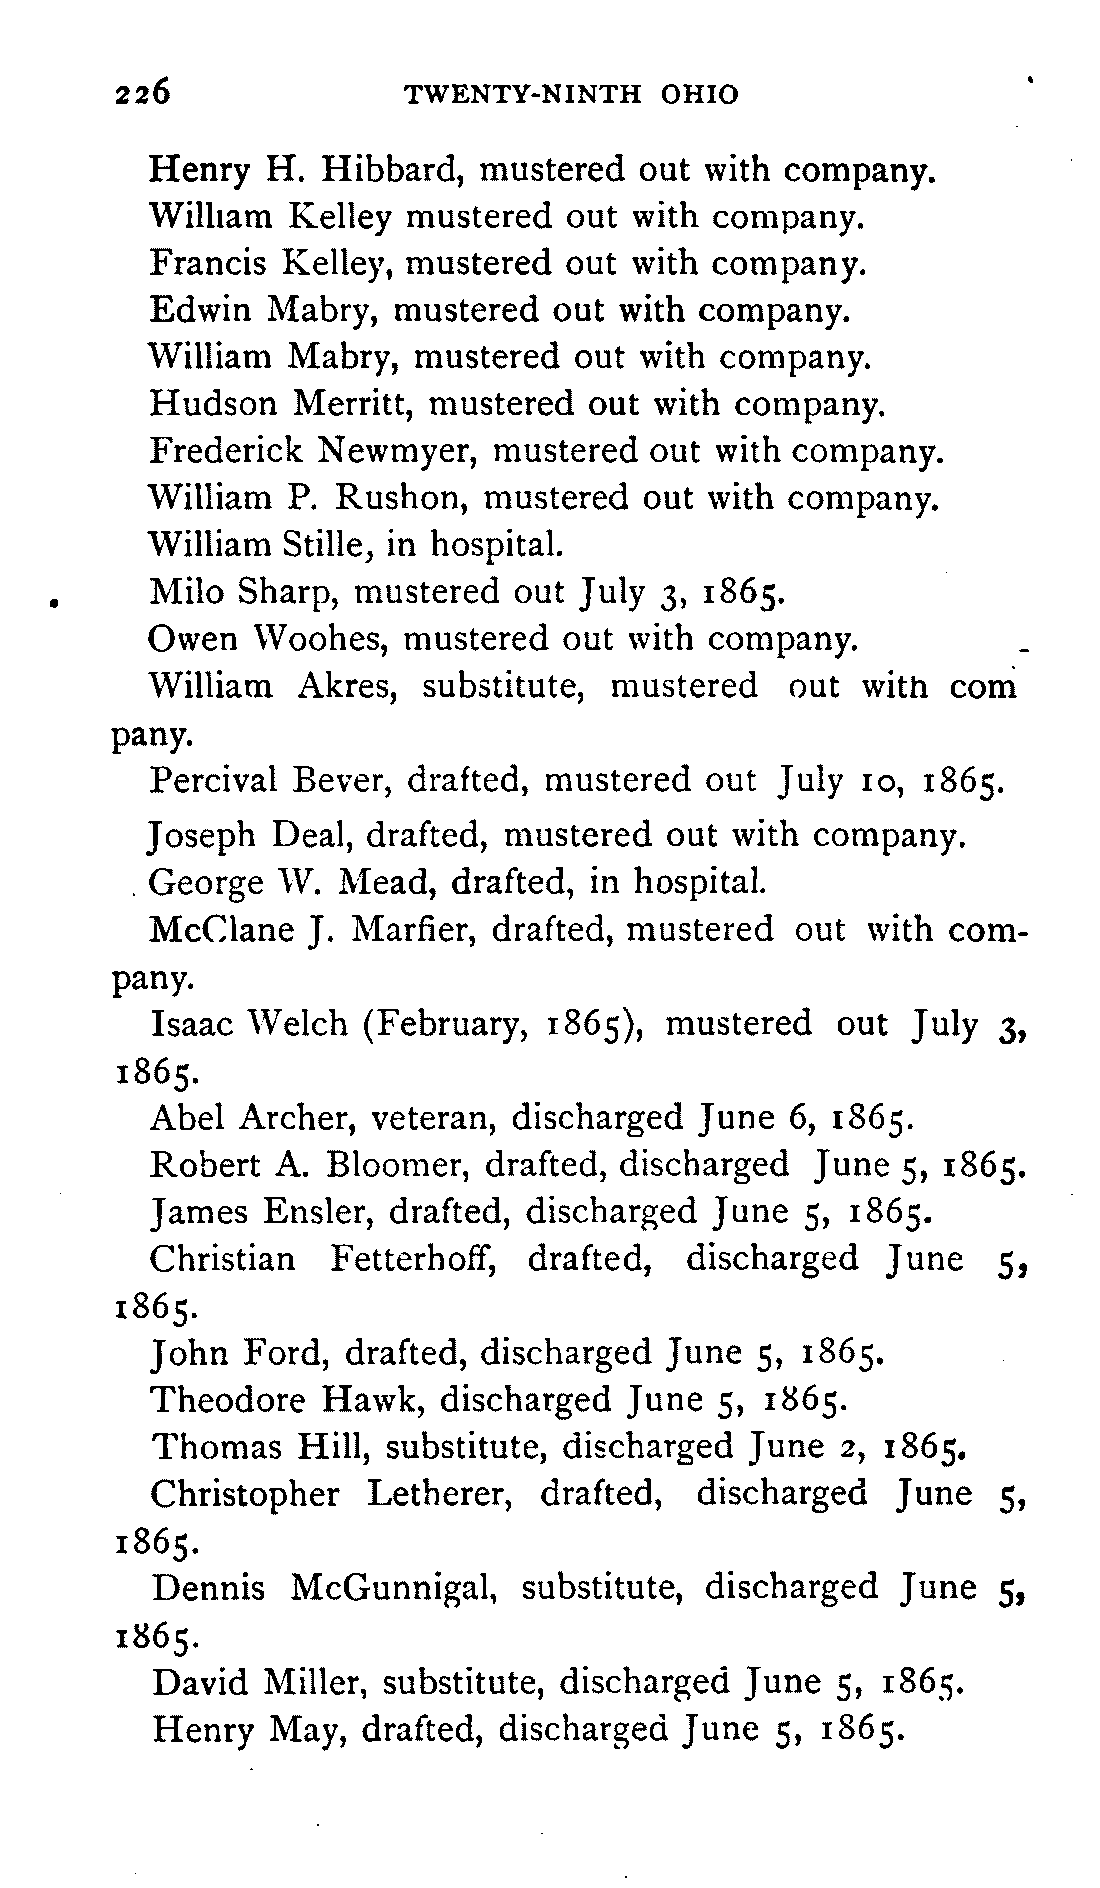 226 TWENTY-NINTH OHIO
Henry H. Hibbard, mustered out with company.
William Kelley mustered out with company.
Francis Kelley, mustered out with company.
Edwin Mabry, mustered out with company.
William Mabry, mustered out with company.
Hudson Merritt, mustered out with company.
Frederick Newmyer, mustered out with company.
William P. Rushon, mustered out with company.
William Stille, in hospital.
Milo Sharp, mustered out July 3, 1865.
Owen Woohes, mustered out with company.
William Akres, substitute, mustered out with com
pany.
Percival Bever, drafted, mustered out July 10, 1865.
Joseph Deal, drafted, mustered out with company.
George W. Mead, drafted, in hospital.
McClane J. Marfier, drafted, mustered out with com-
pany.
Isaac Welch (February, 1865), mustered out July 3,
1865.
Abel Archer, veteran, discharged June 6, 1865.
Robert A. Bloomer, drafted, discharged June 5, 1865.
James Ensler, drafted, discharged June 5, 1865.
Christian Fetterhoff, drafted, discharged June 5,
1865.
John Ford, drafted, discharged June 5, 1865.
Theodore Hawk, discharged June 5, 1865.
Thomas Hill, substitute, discharged June 2, 1865.
Christopher Letherer, drafted, discharged June 5,
1865.
Dennis McGunnigal, substitute, discharged June 5,
1865.
David Miller, substitute, discharged June 5, 1865.
Henry May, drafted, discharged June 5, 1865.